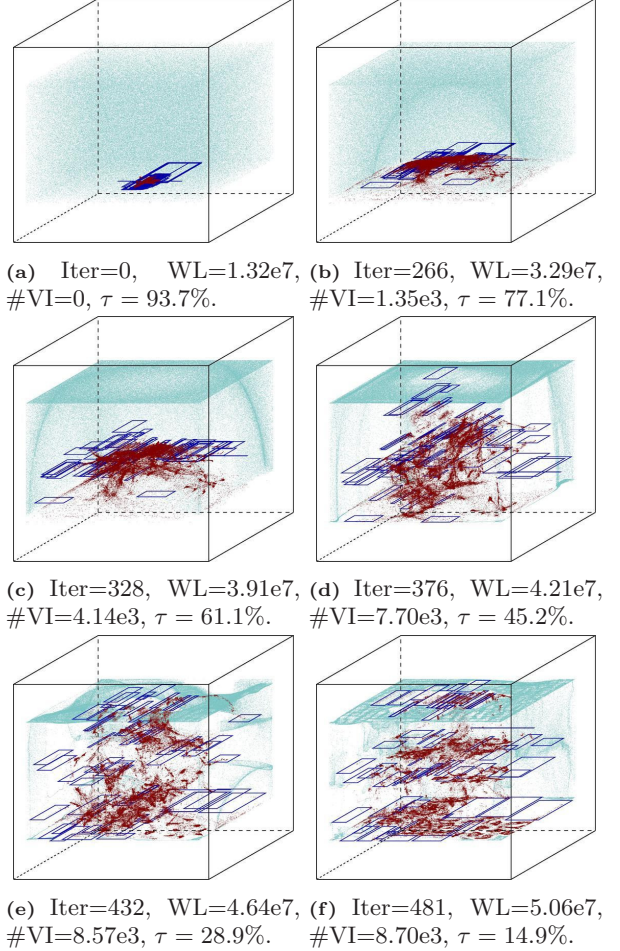 (a) Iter=0, WL=1.32e7,
#VI=0, τ = 93.7%.
(b) Iter=266, WL=3.29e7,
#VI=1.35e3, τ = 77.1%.
(c) Iter=328, WL=3.91e7,
#VI=4.14e3, τ = 61.1%.
(d) Iter=376, WL=4.21e7,
#VI=7.70e3, τ = 45.2%.
(e) Iter=432, WL=4.64e7,
#VI=8.57e3, τ = 28.9%.
(f) Iter=481, WL=5.06e7,
#VI=8.70e3, τ = 14.9%.